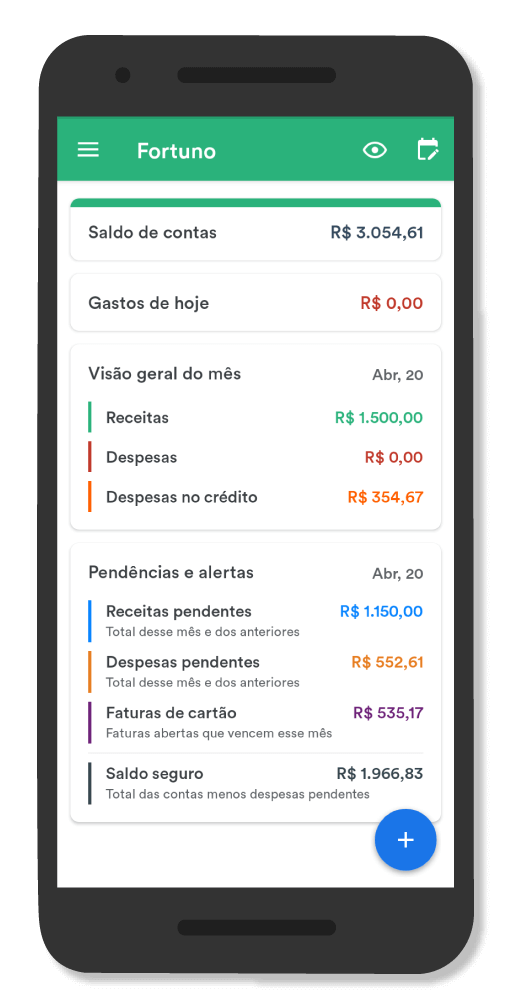 Fortuno
Saldo de contas R$ 3.054,61
Gastos de hoje R$ 0,00
Visão geral do mês Abr, 20
Receitas R$ 1.500,00
Despesas R$ 0,00
Despesas no crédito R$ 354,67
Pendências e alertas Abr, 20
Receitas pendentes R$ 1.150,00
Total desse mês e dos anteriores
Despesas pendentes R$ 552,61
Total desse mês e dos anteriores
Faturas de cartão R$ 535,17
Faturas abertas que vencem esse mês
Saldo seguro R$ 1.966,83
Total das contas menos despesas pendentes